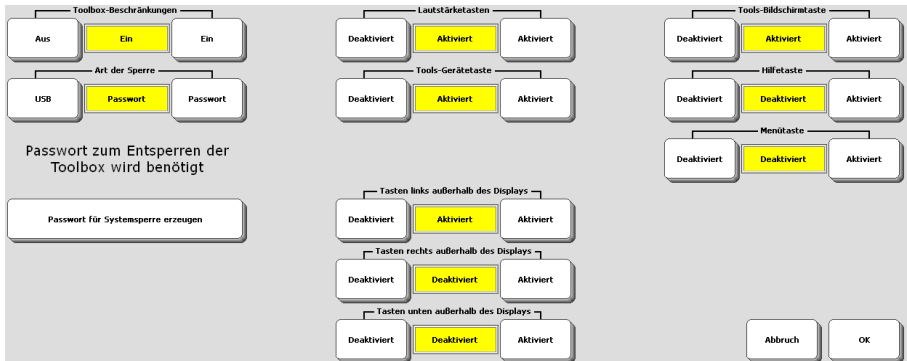 Toolbox-Beschränkungen
Aus Ein Ein
Art der Sperre
USB Passwort Passwort
Passwort zum Entsperren der
Toolbox wird benötigt
Passwort für Systemsperre erzeugen
Lautstärketasten
Deaktiviert Aktiviert Aktiviert
Tools-Gerätetaste
Deaktiviert Aktiviert Aktiviert
Tasten links außerhalb des Displays
Deaktiviert Aktiviert Aktiviert
Tasten rechts außerhalb des Displays
Deaktiviert Deaktiviert Aktiviert
Tasten unten außerhalb des Displays
Deaktiviert Deaktiviert Aktiviert
Tools-Bildschirmtaste
Deaktiviert Aktiviert Aktiviert
Hilfetaste
Deaktiviert Deaktiviert Aktiviert
Menütaste
Deaktiviert Deaktiviert Aktiviert
Abbruch OK